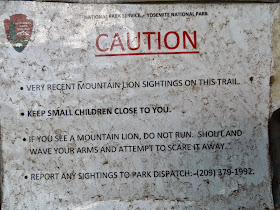 NATIONAL PARK SERVICE / YOSEMITE NATIONAL PARK
CAUTION
• VERY RECENT MOUNTAIN LION SIGHTINGS ON THIS TRAIL.
• KEEP SMALL CHILDREN CLOSE TO YOU.
• IF YOU SEE A MOUNTAIN LION, DO NOT RUN. SHOUT AND
WAVE YOUR ARMS AND ATTEMPT TO SCARE IT AWAY...
• REPORT ANY SIGHTINGS TO PARK DISPATCH: (209) 379-1992.